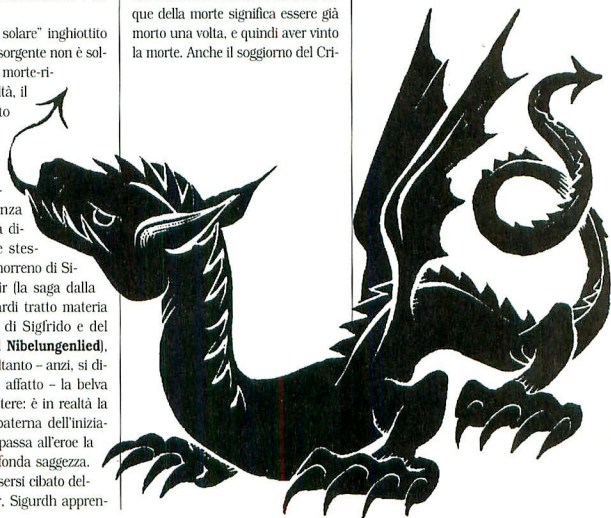 solare” inghiottito
sorgente non è sol-
morte-ri-
ltà, il
to
-
nza
a di-
e stes-
norreno di Si-
ir (la saga dalla
ardi tratto materia
di Sigfrido e del
Nibelungenlied),
ltanto – anzi, si di-
affatto – la belva
tere: è in realtà la
paterna dell'inizia-
passa all'eroe la
fonda saggezza.
sersi cibato del-
r, Sigurdh appren-
que della morte significa essere già
morto una volta, e quindi aver vinto
la morte. Anche il soggiorno del Cri-